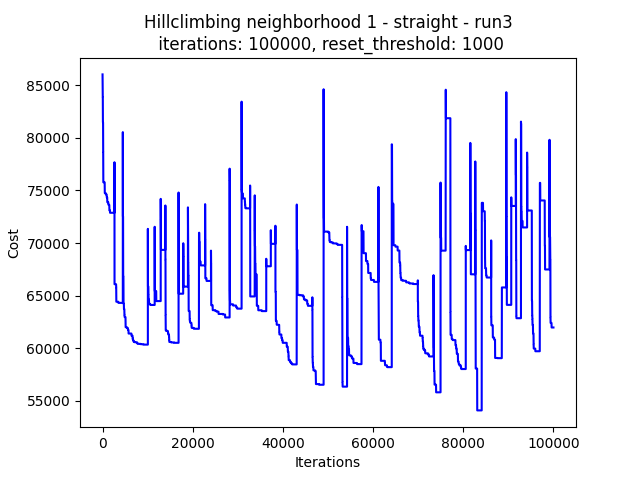 Hillclimbing neighborhood 1 - straight - run3
iterations: 100000, reset_threshold: 1000
85000
80000
75000
70000
65000
60000
55000
Cost
0 20000 40000 60000 80000 100000
Iterations